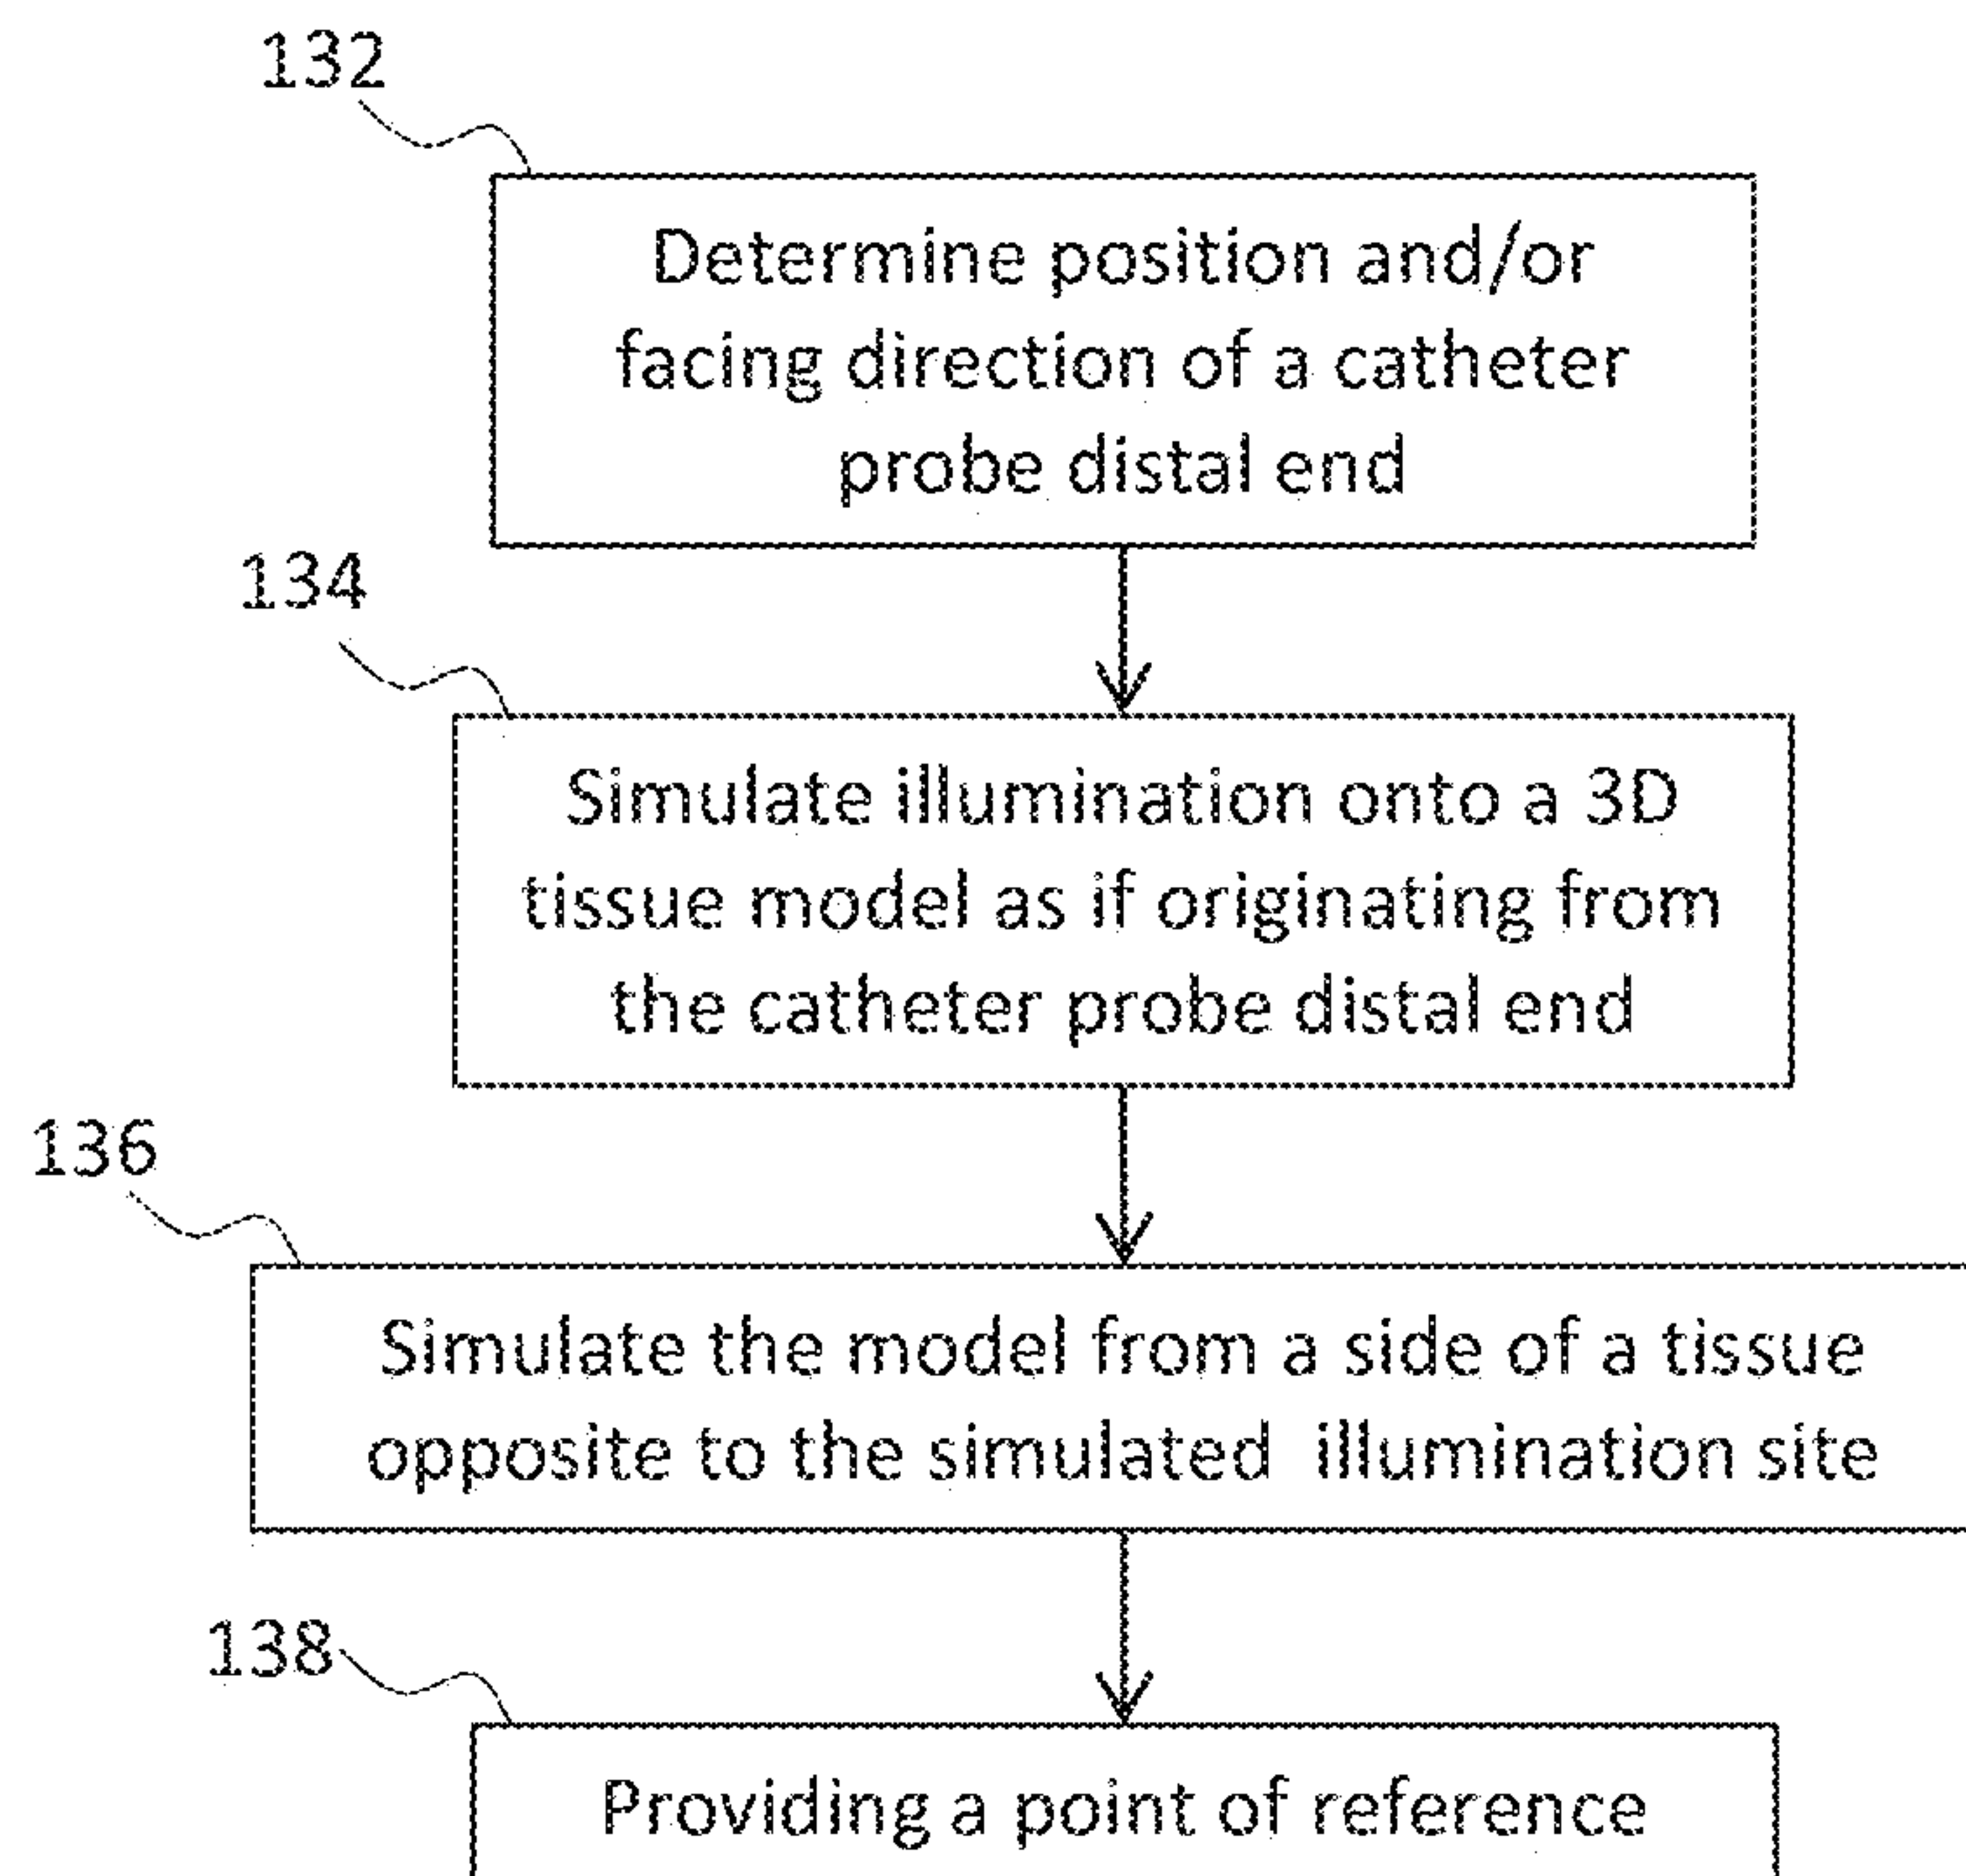 132
Determine position and/or
facing direction of a catheter
probe distal end
134
Simulate illumination onto a 3D
tissue model as if originating from
the catheter probe distal end
136
Simulate the model from a side of a tissue
opposite to the simulated illumination site
138
Providing a point of reference